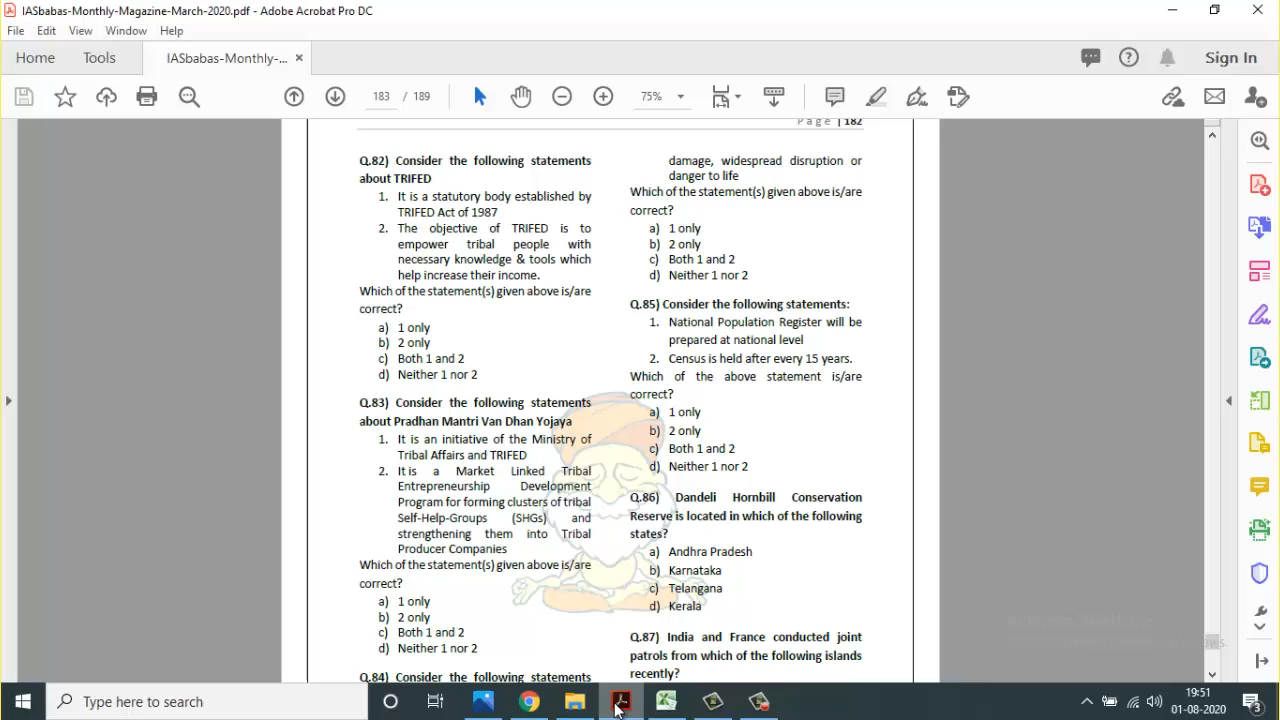 IASbabas-Monthly-Magazine-March-2020.pdf - Adobe Acrobat Pro DC
File Edit View Window Help
Home Tools IASbabas-Monthly-... × Sign In
183 / 189 75%
Page | 182
Q.82) Consider the following statements
about TRIFED
1. It is a statutory body established by
TRIFED Act of 1987
2. The objective of TRIFED is to
empower tribal people with
necessary knowledge & tools which
help increase their income.
Which of the statement(s) given above is/are
correct?
a) 1 only
b) 2 only
c) Both 1 and 2
d) Neither 1 nor 2
Q.83) Consider the following statements
about Pradhan Mantri Van Dhan Yojaya
1. It is an initiative of the Ministry of
Tribal Affairs and TRIFED
2. It is a Market Linked Tribal
Entrepreneurship Development
Program for forming clusters of tribal
Self-Help-Groups (SHGs) and
strengthening them into Tribal
Producer Companies
Which of the statement(s) given above is/are
correct?
a) 1 only
b) 2 only
c) Both 1 and 2
d) Neither 1 nor 2
Q.84) Consider the following statements
damage, widespread disruption or
danger to life
Which of the statement(s) given above is/are
correct?
a) 1 only
b) 2 only
c) Both 1 and 2
d) Neither 1 nor 2
Q.85) Consider the following statements:
1. National Population Register will be
prepared at national level
2. Census is held after every 15 years.
Which of the above statement is/are
correct?
a) 1 only
b) 2 only
c) Both 1 and 2
d) Neither 1 nor 2
Q.86) Dandeli Hornbill Conservation
Reserve is located in which of the following
states?
a) Andhra Pradesh
b) Karnataka
c) Telangana
d) Kerala
Q.87) India and France conducted joint
patrols from which of the following islands
recently?
Type here to search
19:51
01-08-2020
3